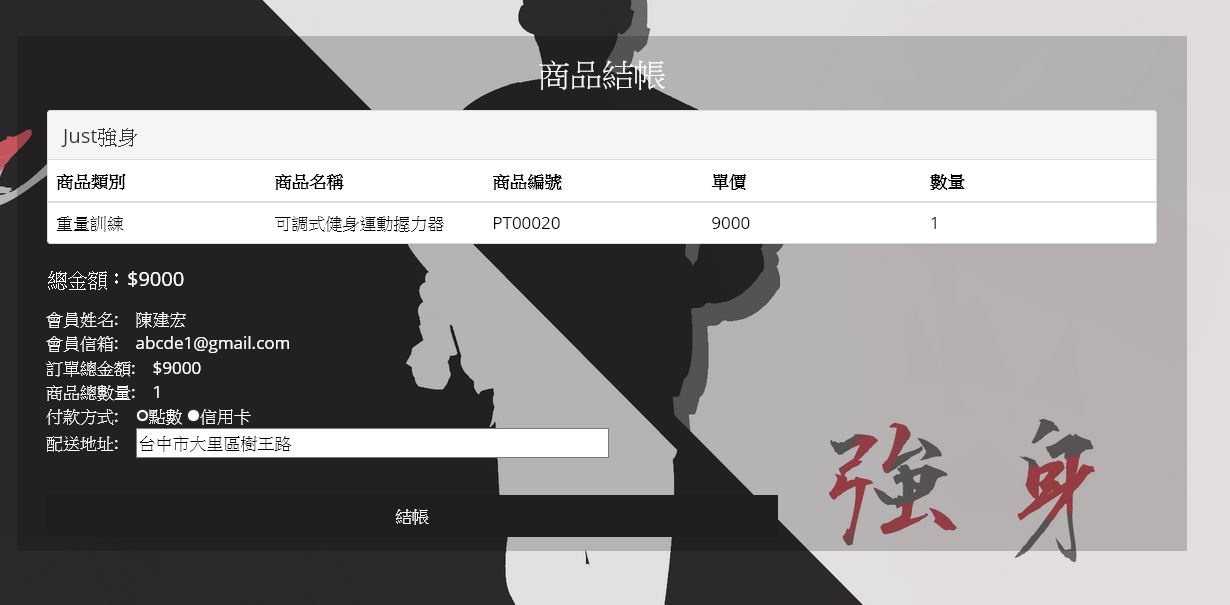 商品結帳
Just強身
商品類別 商品名稱 商品編號 單價 數量
重量訓練 可調式健身運動握力器 PT00020 9000 1
總金額：$9000
會員姓名: 陳建宏
會員信箱: abcde1@gmail.com
訂單總金額: $9000
商品總數量: 1
付款方式: 點數 信用卡
配送地址: 台中市大里區樹王路
結帳
強身